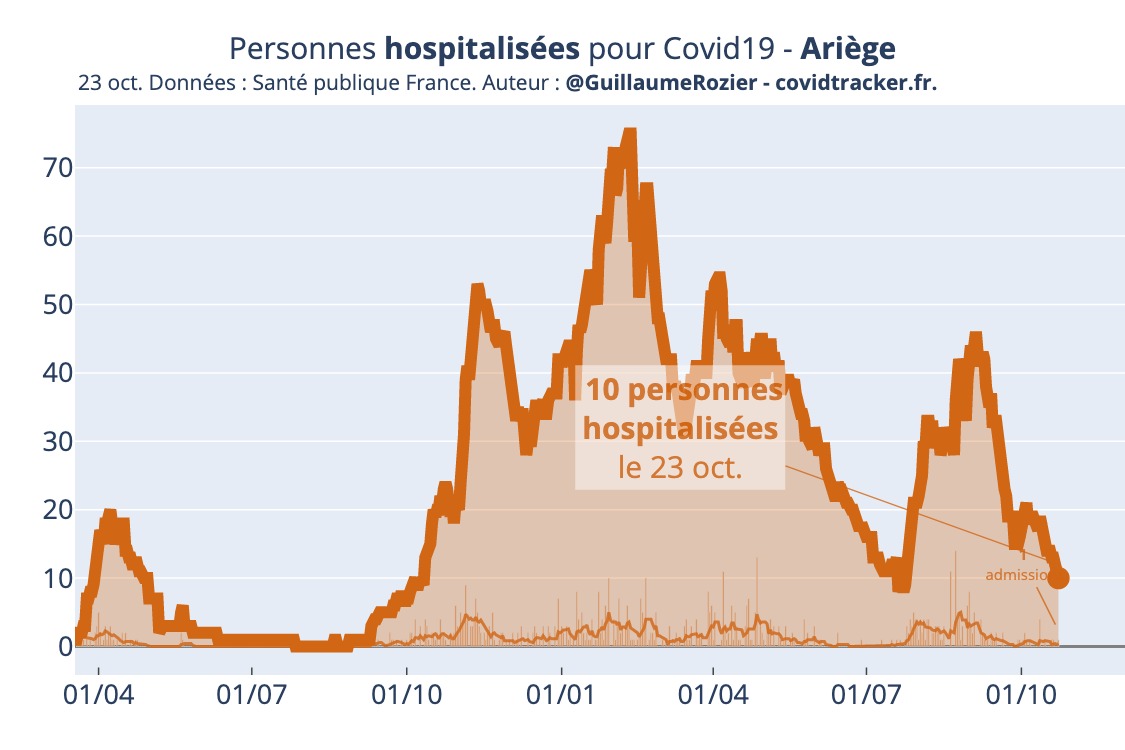 Personnes hospitalisées pour Covid19 - Ariège
23 oct. Données : Santé publique France. Auteur : @GuillaumeRozier - covidtracker.fr.
70
60
50
40
30
20
10
0
10 personnes
hospitalisées
le 23 oct.
admissio
01/04 01/07 01/10 01/01 01/04 01/07 01/10